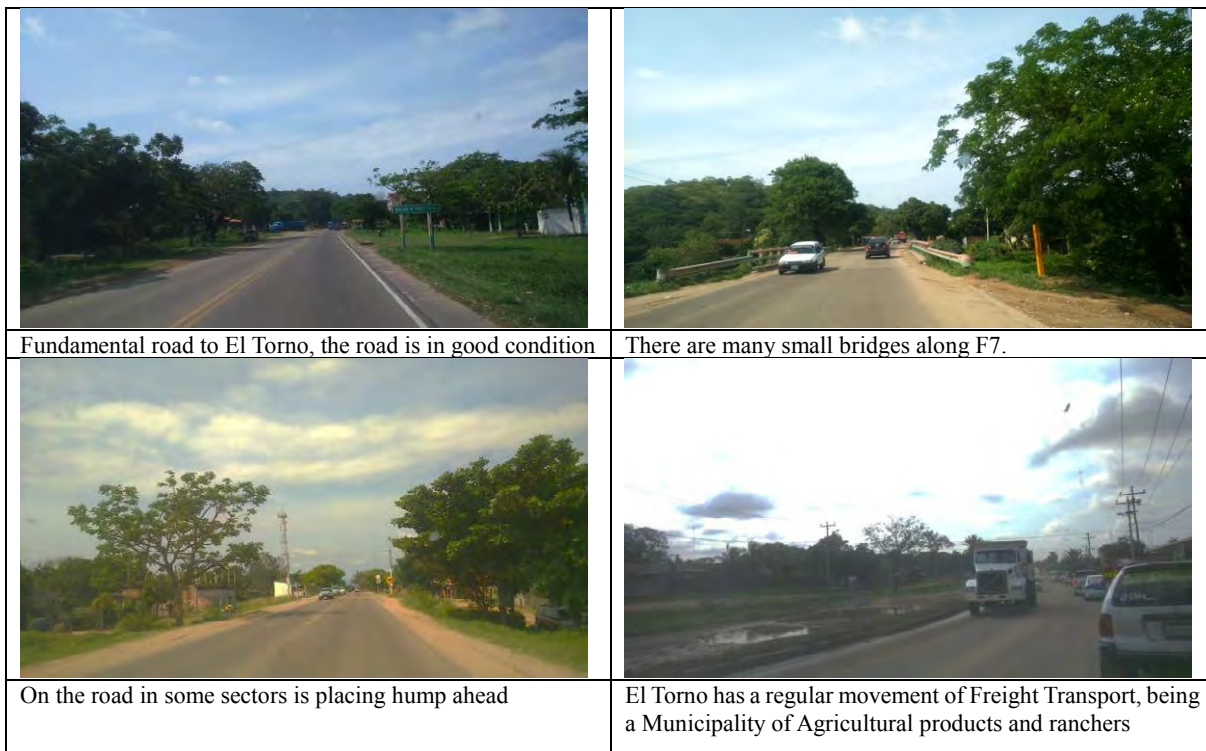 Fundamental road to El Torno, the road is in good condition
There are many small bridges along F7.
On the road in some sectors is placing hump ahead
El Torno has a regular movement of Freight Transport, being
a Municipality of Agricultural products and ranchers